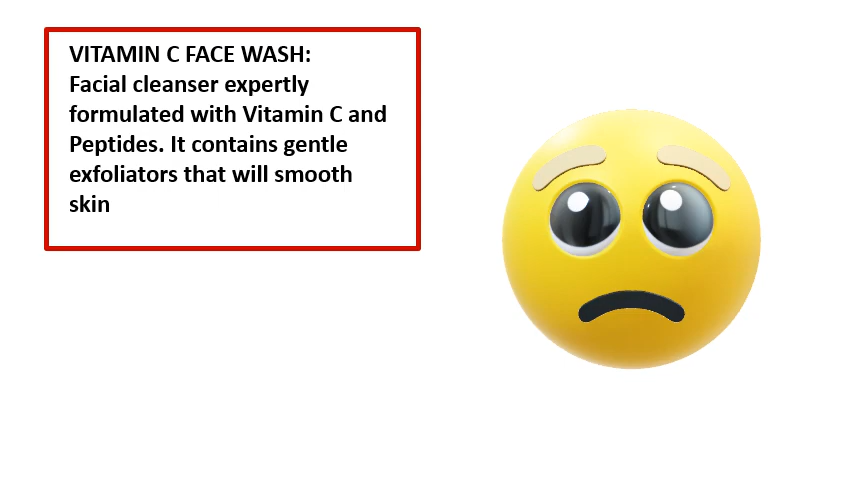 VITAMIN C FACE WASH:
Facial cleanser expertly
formulated with Vitamin C and
Peptides. It contains gentle
exfoliators that will smooth
skin